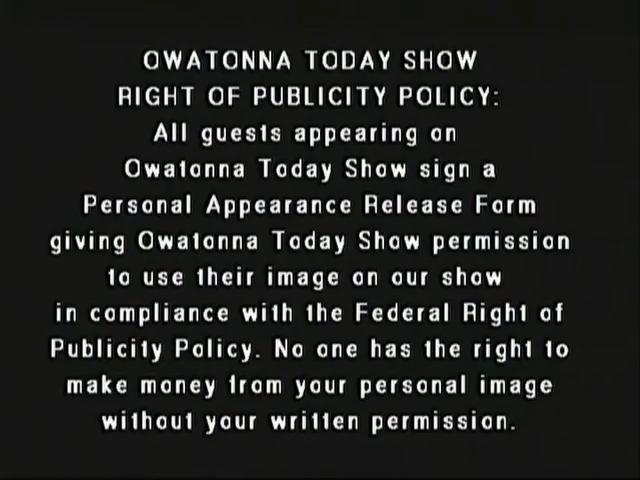 OWATONNA TODAY SHOW
RIGHT OF PUBLICITY POLICY:
All guests appearing on
Owatonna Today Show sign a
Personal Appearance Release Form
giving Owatonna Today Show permission
to use their image on our show
in compliance with the Federal Right of
Publicity Policy. No one has the right to
make money from your personal image
without your written permission.